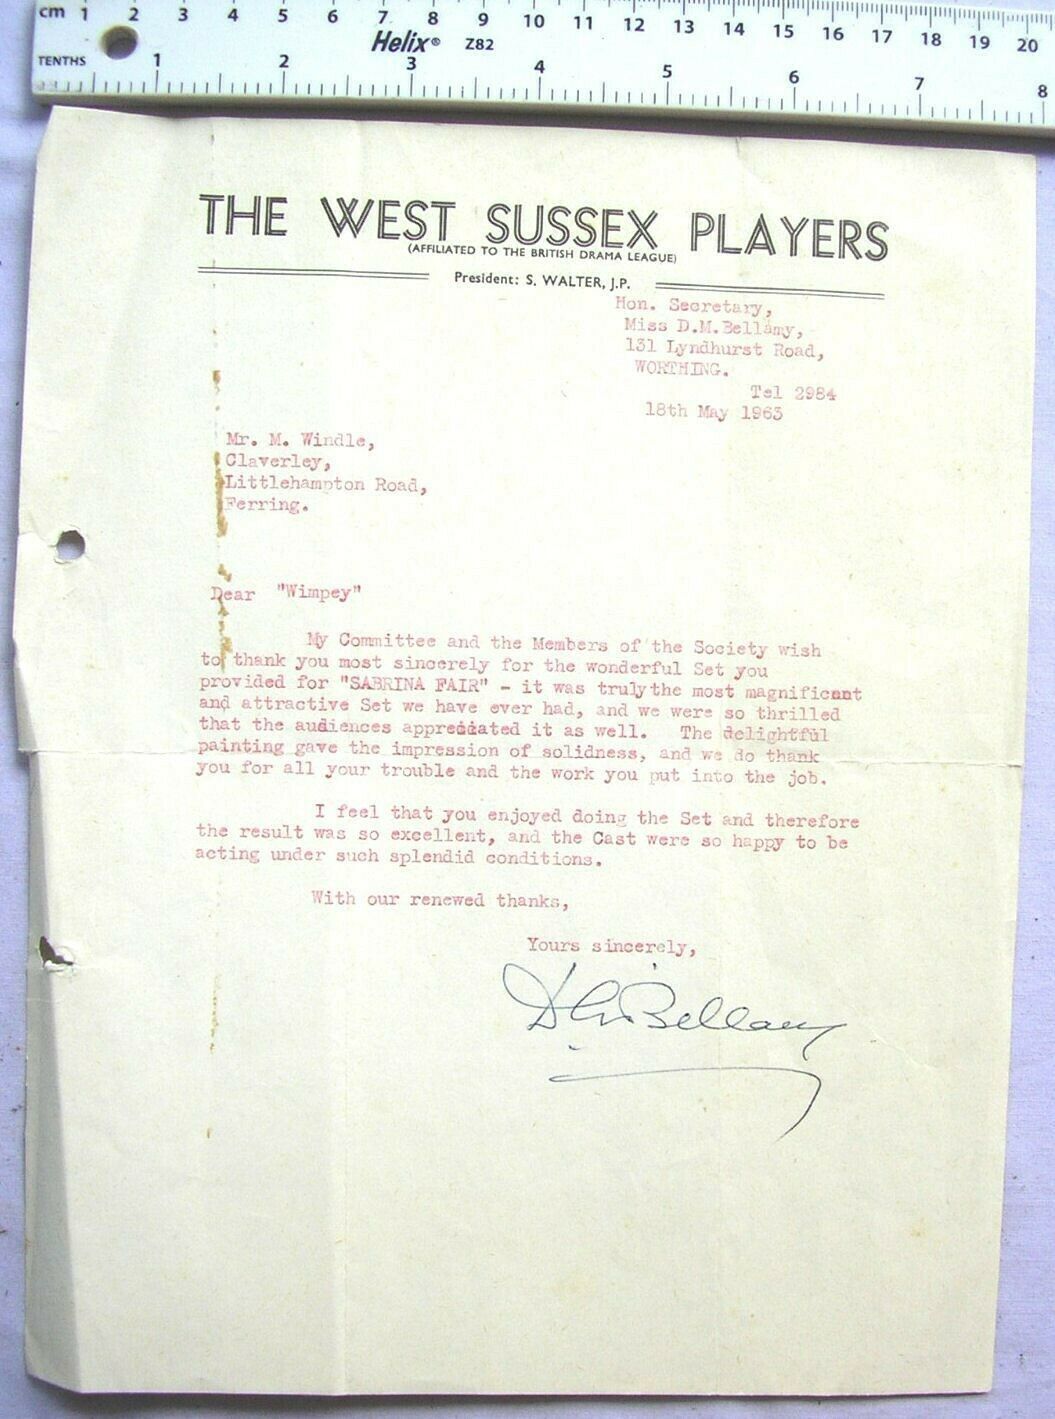 cm 1 2 3 4 5 6 7 8 9 10 11 12 13 14 15 16 17 18 19 20
Helix® Z82
TENTHS 1 2 3 4 5 6 7 8
THE WEST SUSSEX PLAYERS
(AFFILIATED TO THE BRITISH DRAMA LEAGUE)
President: S. WALTER, J.P.
Hon. Secretary,
Miss D.M.Bellamy,
131 Lyndhurst Road,
WORTHING.
Tel 2984
18th May 1963
Mr. M. Windle,
Claverley,
Littlehampton Road,
Ferring.
Dear "Wimpey"
My Committee and the Members of the Society wish
to thank you most sincerely for the wonderful Set you
provided for "SABRINA FAIR" - it was trulythe most magnificent
and attractive Set we have ever had, and we were so thrilled
that the audiences appreciated it as well. The delightful
painting gave the impression of solidness, and we do thank
you for all your trouble and the work you put into the job.
I feel that you enjoyed doing the Set and therefore
the result was so excellent, and the Cast were so happy to be
acting under such splendid conditions.
With our renewed thanks,
Yours sincerely,
D M Bellamy